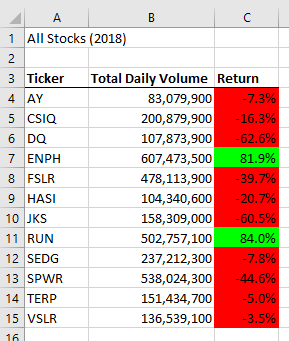 A B C
1 All Stocks (2018)
2
3 Ticker Total Daily Volume Return
4 AY 83,079,900 -7.3%
5 CSIQ 200,879,900 -16.3%
6 DQ 107,873,900 -62.6%
7 ENPH 607,473,500 81.9%
8 FSLR 478,113,900 -39.7%
9 HASI 104,340,600 -20.7%
10 JKS 158,309,000 -60.5%
11 RUN 502,757,100 84.0%
12 SEDG 237,212,300 -7.8%
13 SPWR 538,024,300 -44.6%
14 TERP 151,434,700 -5.0%
15 VSLR 136,539,100 -3.5%
16